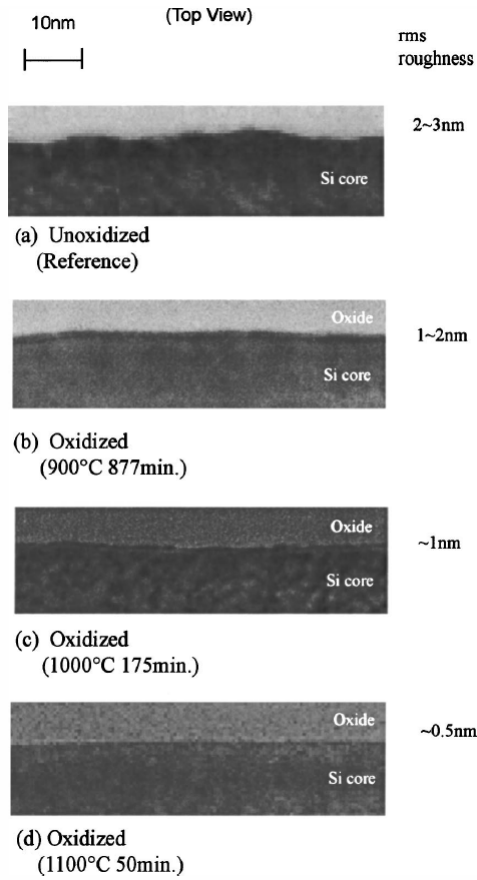 10nm
(Top View)
rms
roughness
2~3nm
Si core
(a) Unoxidized
(Reference)
Oxide
1~2nm
Si core
(b) Oxidized
(900°C 877min.)
Oxide
~1nm
Si core
(c) Oxidized
(1000°C 175min.)
Oxide
~0.5nm
Si core
(d) Oxidized
(1100°C 50min.)